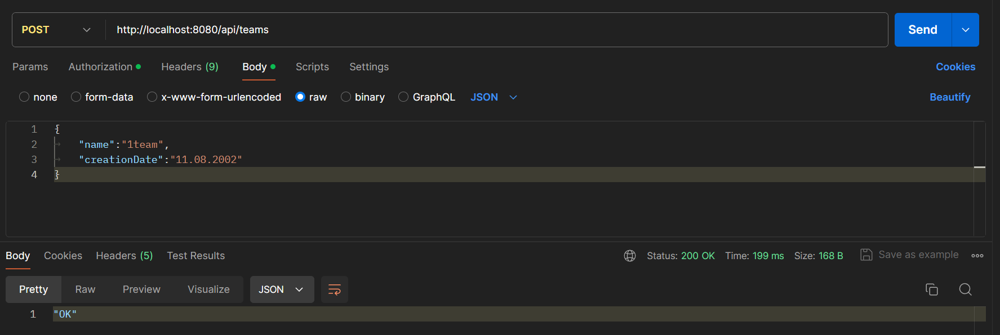 POST http://localhost:8080/api/teams Send
Params Authorization Headers (9) Body Scripts Settings Cookies
none form-data x-www-form-urlencoded raw binary GraphQL JSON Beautify
1 {
2 "name":"1team",
3 "creationDate":"11.08.2002"
4 }
Body Cookies Headers (5) Test Results Status: 200 OK Time: 199 ms Size: 168 B Save as example
Pretty Raw Preview Visualize JSON
1 "OK"